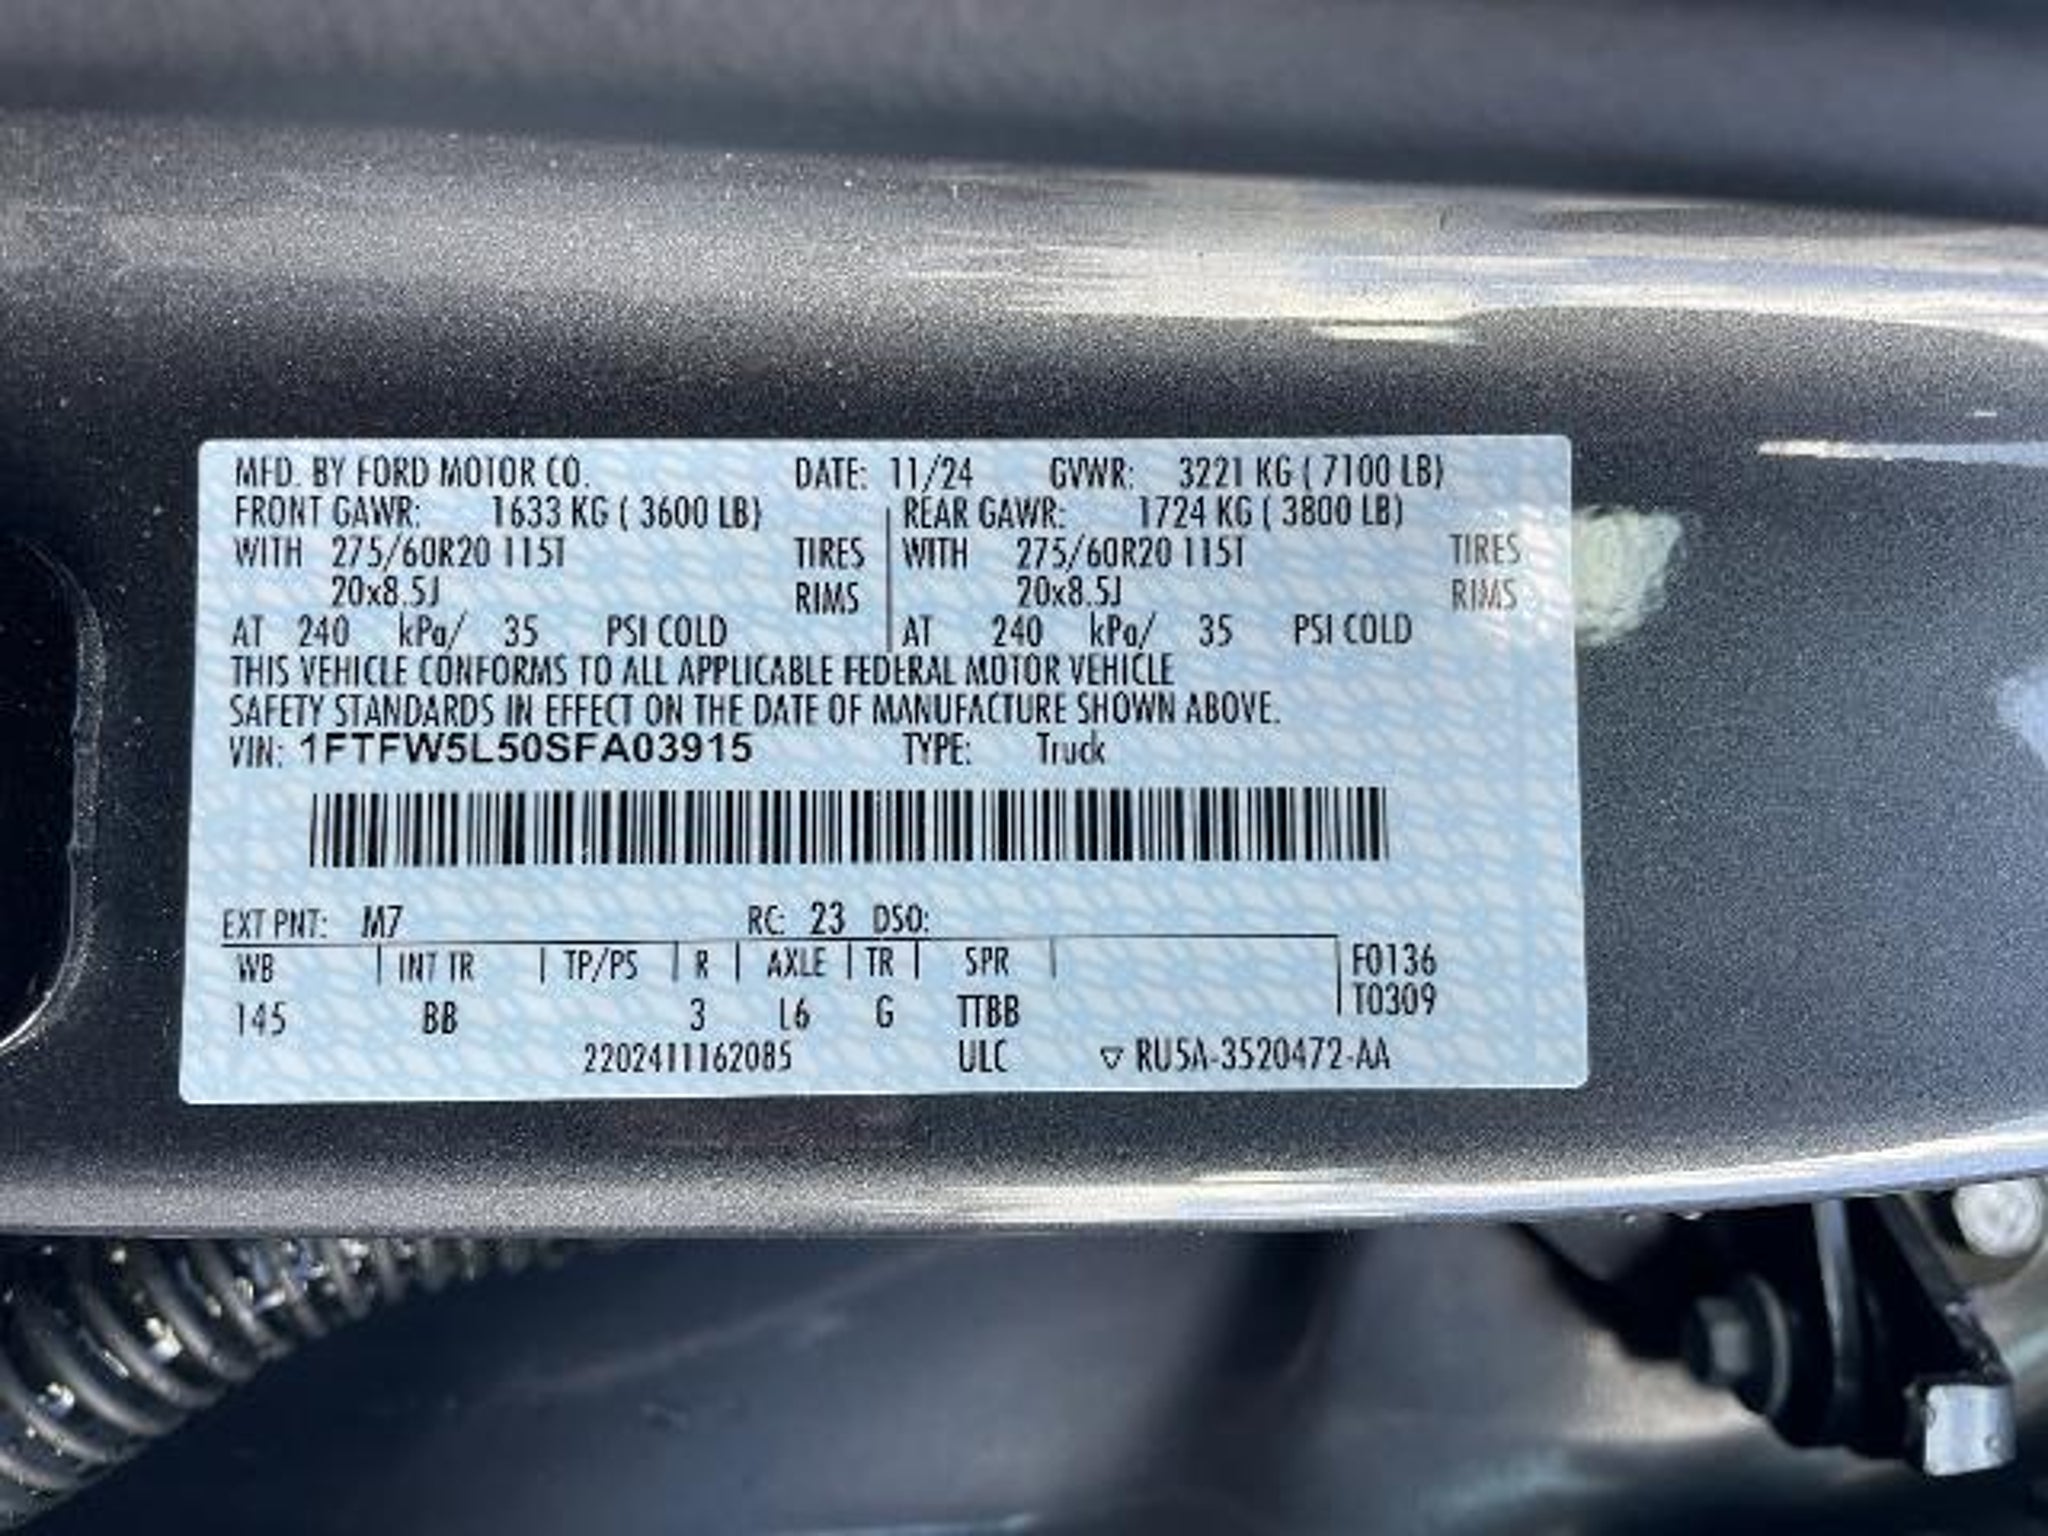 MFD. BY FORD MOTOR CO. DATE: 11/24 GVWR: 3221 KG ( 7100 LB)
FRONT GAWR: 1633 KG ( 3600 LB) REAR GAWR: 1724 KG ( 3800 LB)
WITH 275/60R20 115T TIRES WITH 275/60R20 115T TIRES
20x8.5J RIMS 20x8.5J RIMS
AT 240 kPa/ 35 PSI COLD AT 240 kPa/ 35 PSI COLD
THIS VEHICLE CONFORMS TO ALL APPLICABLE FEDERAL MOTOR VEHICLE
SAFETY STANDARDS IN EFFECT ON THE DATE OF MANUFACTURE SHOWN ABOVE.
VIN: 1FTFW5L50SFA03915 TYPE: Truck
EXT PNT: M7 RC: 23 DSO:
WB INT TR TP/PS R AXLE TR SPR F0136
145 BB 3 L6 G TTBB T0309
2202411162085 ULC ▽ RU5A-3520472-AA